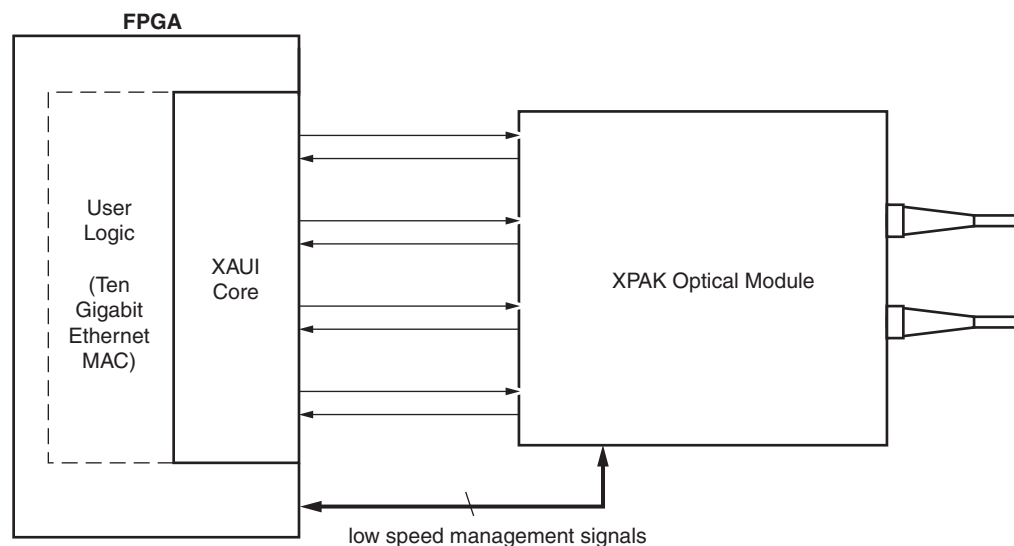 FPGA
User
Logic
(Ten
Gigabit
Ethernet
MAC)
XAUI
Core
XPAK Optical Module
low speed management signals